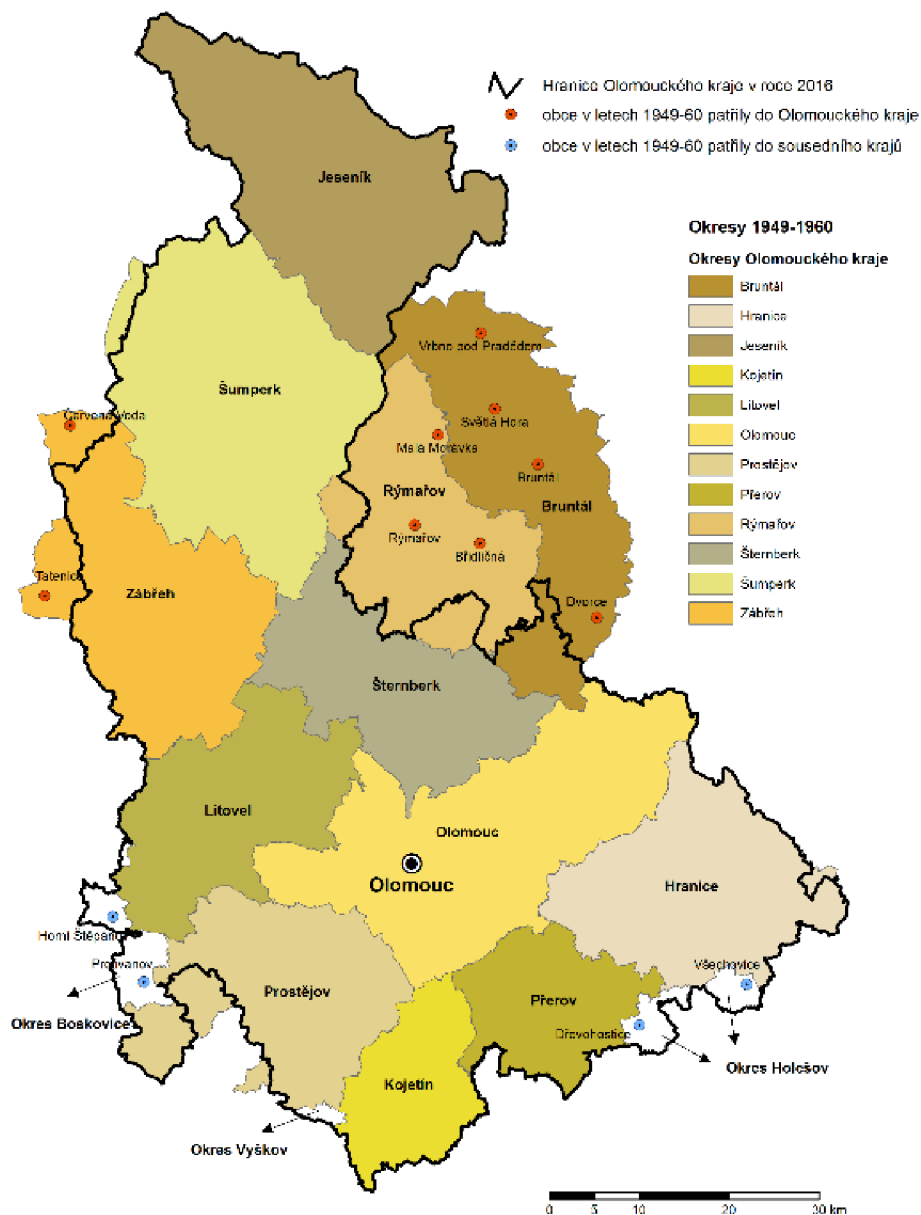 Hranice Olomouckého kraje v roce 2016
obce v letech 1949-60 patřily do Olomouckého kraje
obce v letech 1949-60 patřily do sousedního krajů
Jeseník
Okresy 1949-1960
Okresy Olomouckého kraje
Bruntál
Hranice
Jeseník
Kojetín
Litovel
Olomouc
Prostějov
Přerov
Rýmařov
Šternberk
Šumperk
Zábřeh
Vrbno pod Pradědem
Šumperk
Světlá Hora
Červená Voda
Malá Morávka
Bruntál
Rýmařov
Bruntál
Rýmařov
Břidličná
Tatenice
Zábřeh
Dvorce
Šternberk
Litovel
Olomouc
Olomouc
Hranice
Horní Štěpánov
Protivanov
Všechovice
Prostějov
Přerov
Okres Boskovice
Dřevohostice
Okres Holešov
Kojetín
Okres Vyškov
0 5 10 20 30 km